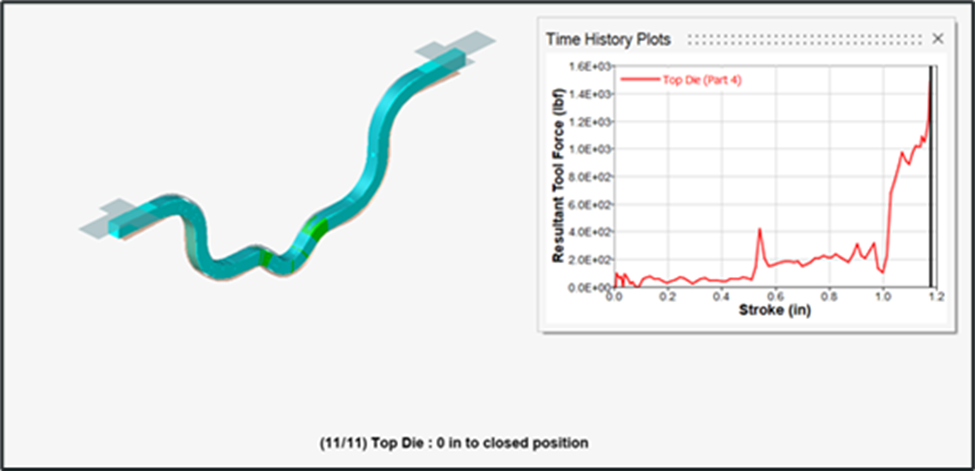 Time History Plots
Top Die (Part 4)
Resultant Tool Force (lbf)
1.6E+03
1.4E+03
1.2E+03
1.0E+03
8.0E+02
6.0E+02
4.0E+02
2.0E+02
0.0E+00
0.0 0.2 0.4 0.6 0.8 1.0 1.2
Stroke (in)
(11/11) Top Die : 0 in to closed position